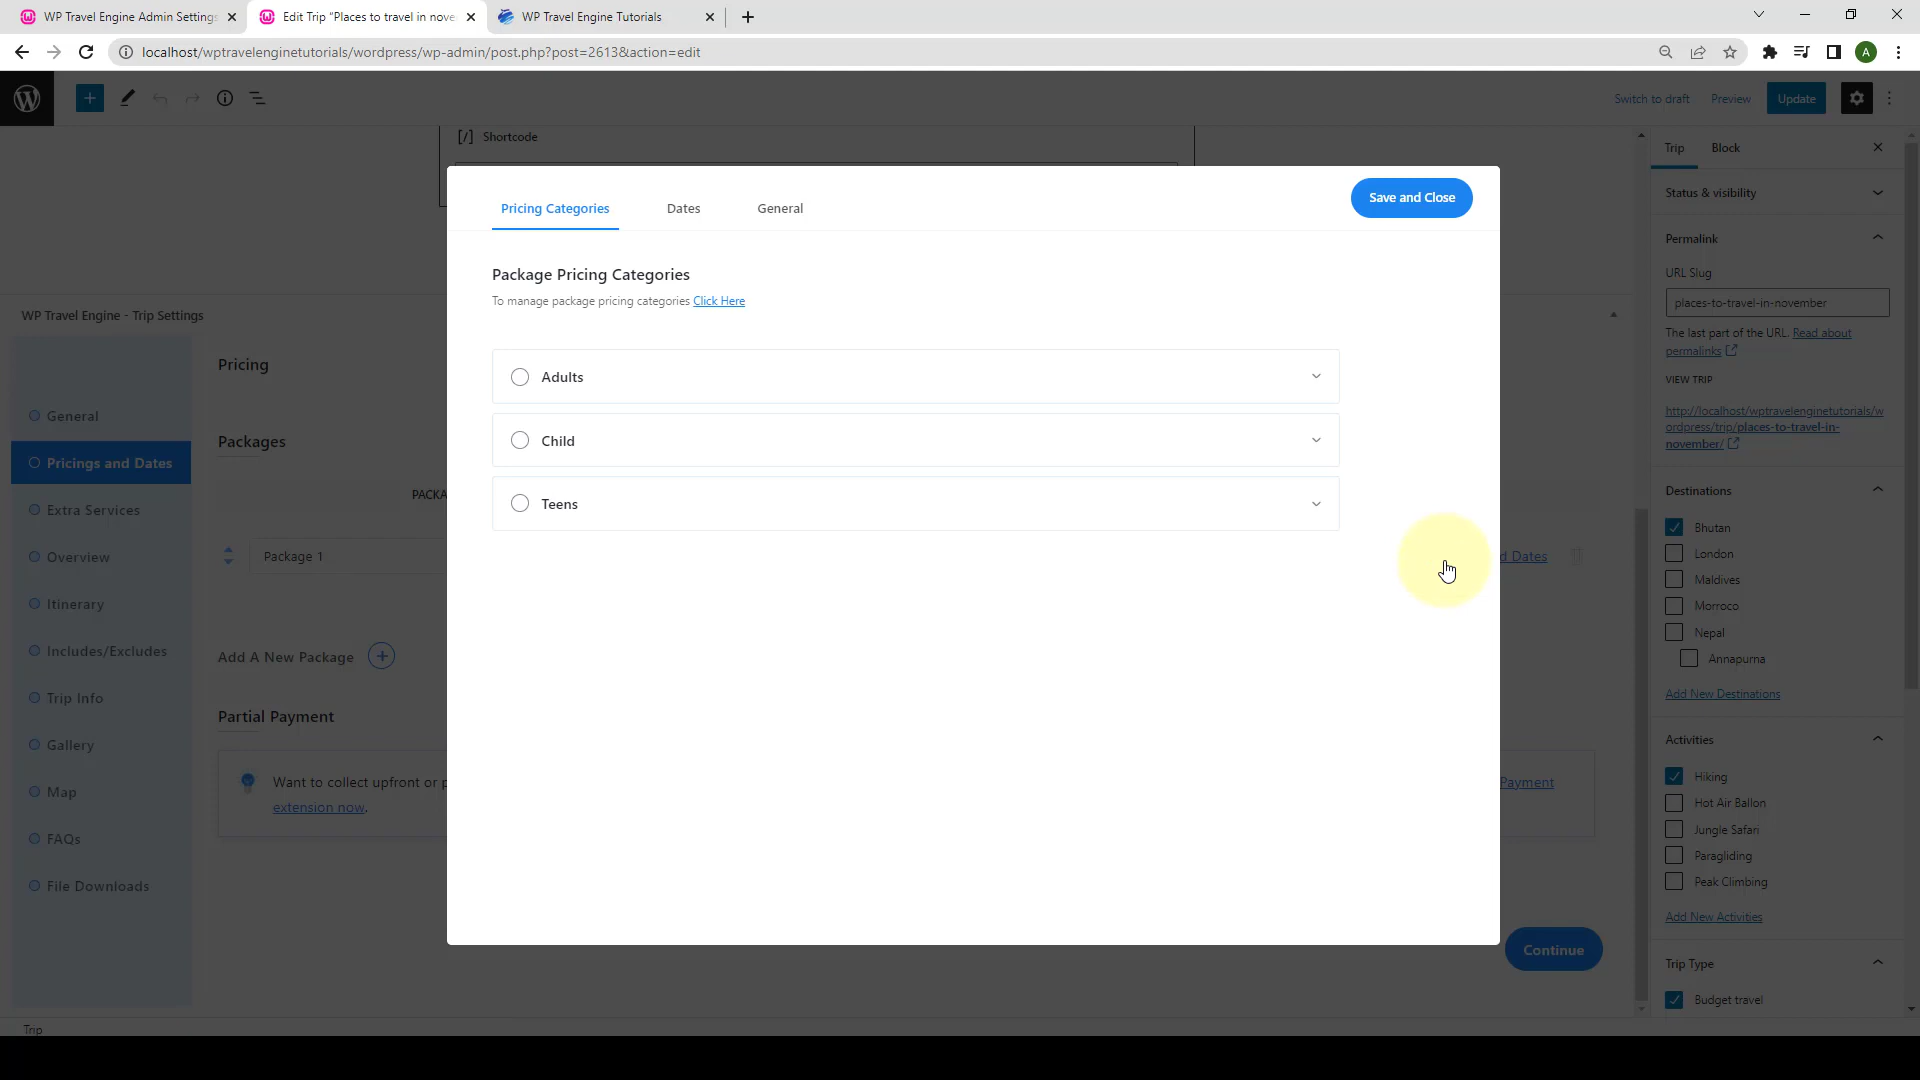 WP Travel Engine Admin Settings
Edit Trip "Places to travel in nove
WP Travel Engine Tutorials
localhost/wptravelenginetutorials/wordpress/wp-admin/post.php?post=2613&action=edit
A
Switch to draft
Preview
Update
[/] Shortcode
Trip
Block
Pricing Categories
Dates
General
Save and Close
Status & visibility
Permalink
Package Pricing Categories
To manage package pricing categories Click Here
URL Slug
places-to-travel-in-november
The last part of the URL. Read about
permalinks
VIEW TRIP
http://localhost/wptravelenginetutorials/w
ordpress/trip/places-to-travel-in-
november/
WP Travel Engine - Trip Settings
Pricing
Adults
General
Child
Packages
Pricings and Dates
PACKA
Teens
Destinations
Extra Services
Bhutan
London
Overview
Package 1
d Dates
Maldives
Itinerary
Morroco
Nepal
Includes/Excludes
Add A New Package
Annapurna
Trip Info
Add New Destinations
Partial Payment
Gallery
Activities
Want to collect upfront or p
Payment
extension now.
Hiking
Map
Hot Air Ballon
Jungle Safari
FAQs
Paragliding
File Downloads
Peak Climbing
Add New Activities
Continue
Trip Type
Budget travel
Trip